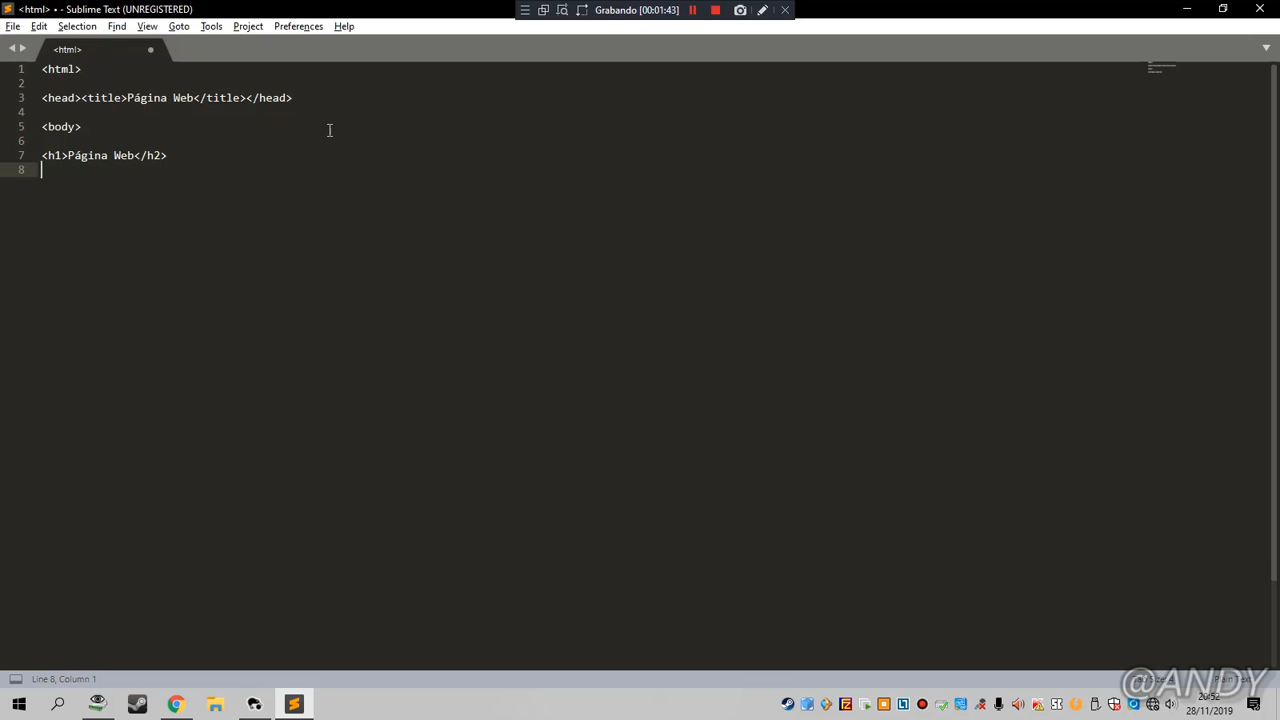 <html> • - Sublime Text (UNREGISTERED)
Grabando [00:01:43]
File Edit Selection Find View Goto Tools Project Preferences Help
<html>
1 <html>
2
3 <head><title>Página Web</title></head>
4
5 <body>
6
7 <h1>Página Web</h2>
8
Line 8, Column 1
@ANDY
20:52
28/11/2019